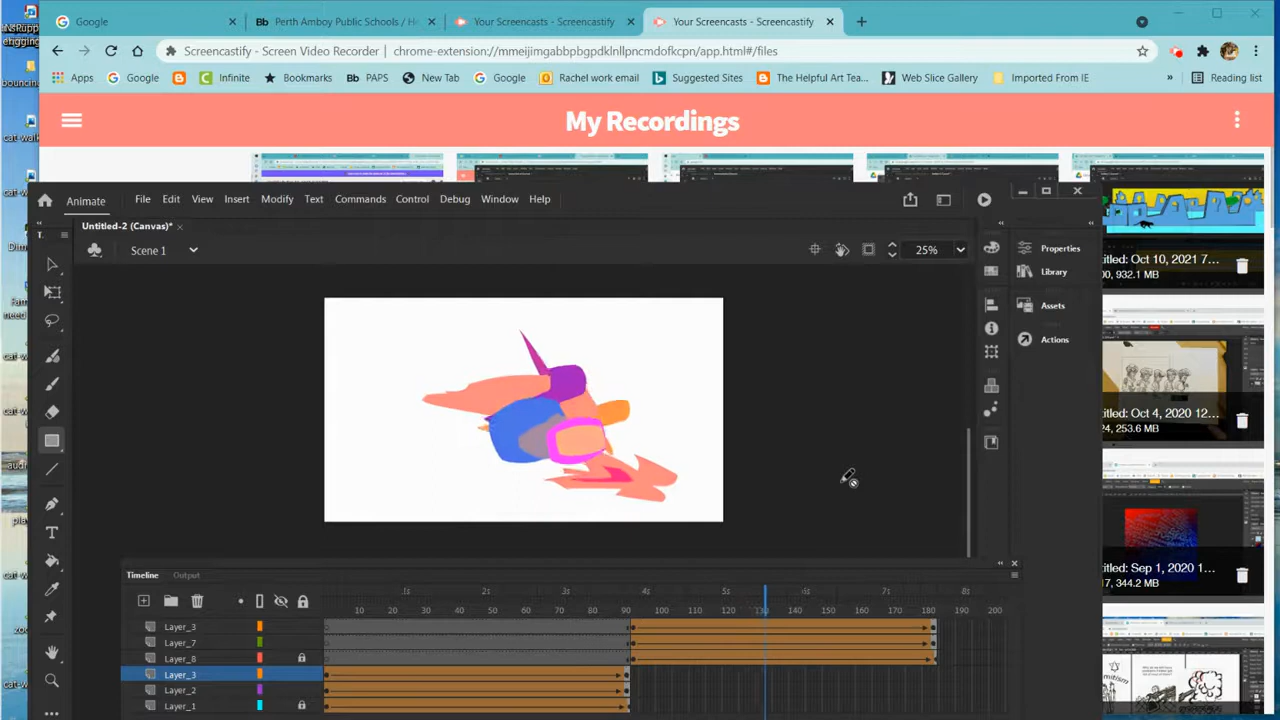 Google
Bb Perth Amboy Public Schools / H
Your Screencasts - Screencastify
Your Screencasts - Screencastify
Screencastify - Screen Video Recorder | chrome-extension://mmeijimgabbpbgpdklnllpncmdofkcpn/app.html#/files
Apps
Google
Infinite
Bookmarks
Bb PAPS
New Tab
Google
Rachel work email
Suggested Sites
The Helpful Art Tea...
Web Slice Gallery
Imported From IE
»
Reading list
My Recordings
Animate
File
Edit
View
Insert
Modify
Text
Commands
Control
Debug
Window
Help
Untitled-2 (Canvas)*
Scene 1
25%
Properties
Library
Assets
Actions
titled: Oct 10, 2021 7...
00, 932.1 MB
titled: Oct 4, 2020 12...
24, 253.6 MB
titled: Sep 1, 2020 1...
17, 344.2 MB
Timeline
Output
1s 2s 3s 4s 5s 6s 7s 8s
10 20 30 40 50 60 70 80 90 100 110 120 130 140 150 160 170 180 190 200
Layer_3
Layer_7
Layer_8
Layer_3
Layer_2
Layer_1